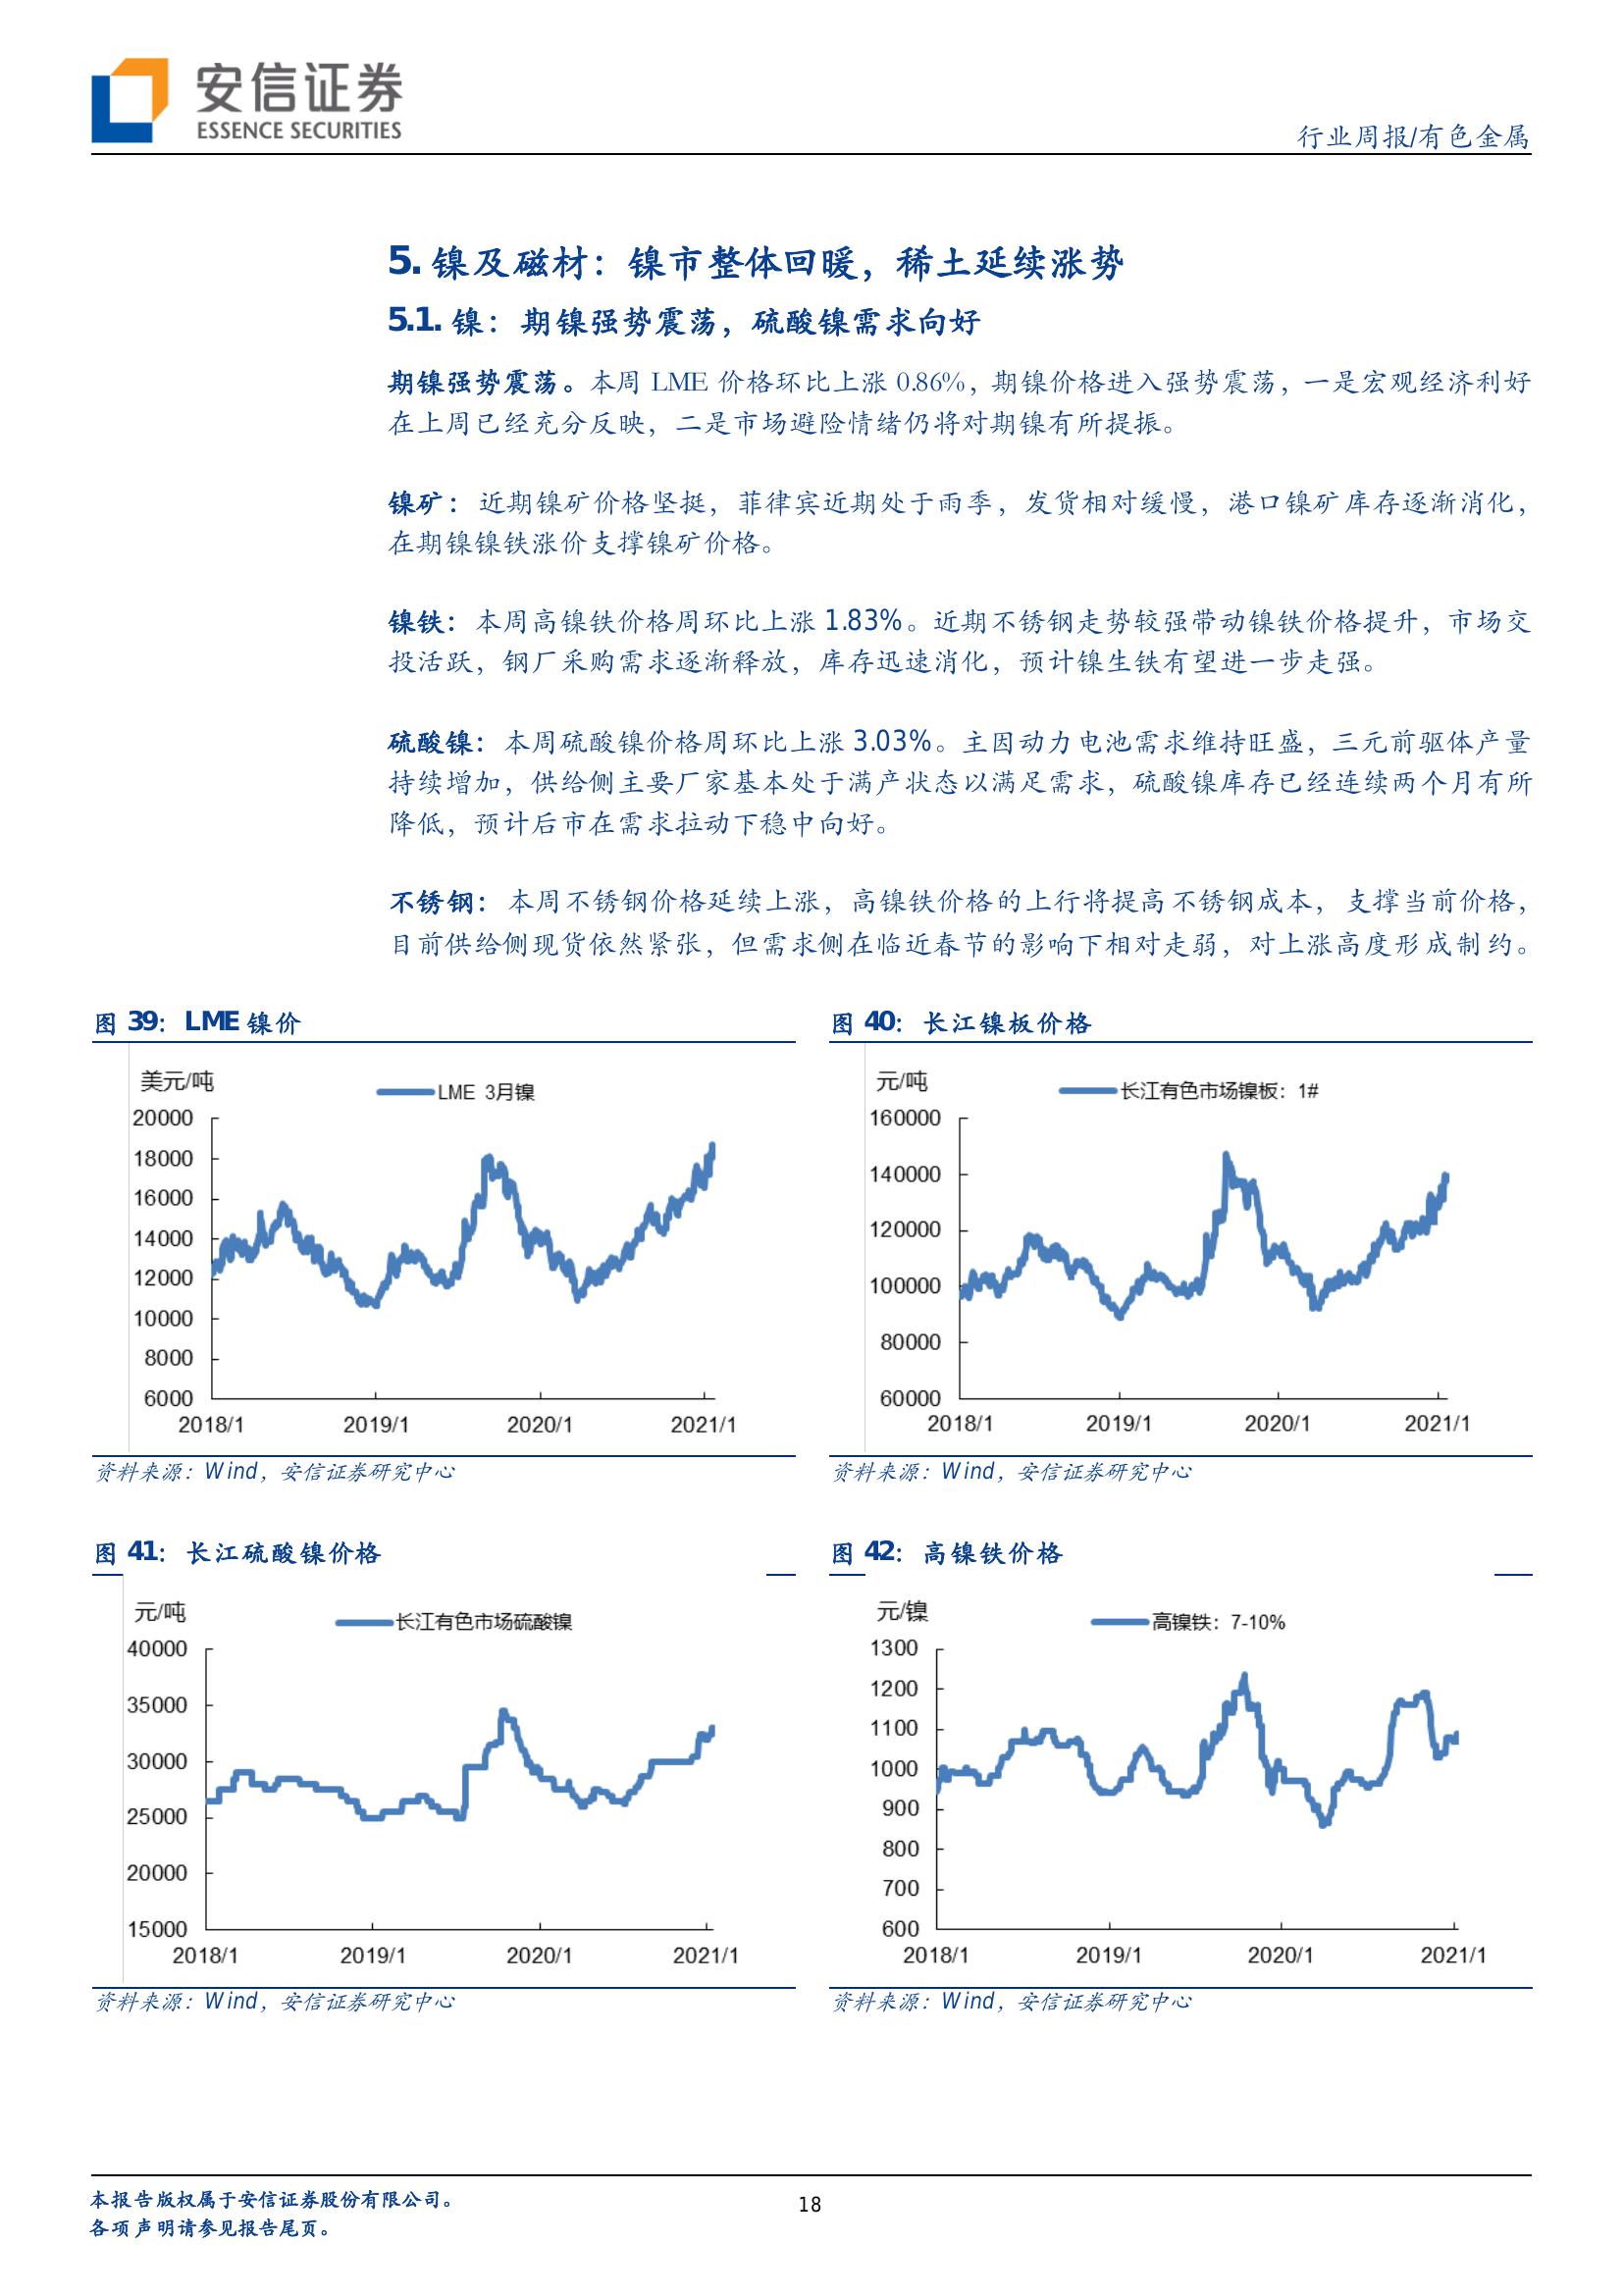 安信证券
ESSENCE SECURITIES
行业周报/有色金属
5. 镍及磁材：镍市整体回暖，稀土延续涨势
5.1. 镍：期镍强势震荡，硫酸镍需求向好
期镍强势震荡。本周 LME 价格环比上涨 0.86%，期镍价格进入强势震荡，一是宏观经济利好
在上周已经充分反映，二是市场避险情绪仍将对期镍有所提振。
镍矿：近期镍矿价格坚挺，菲律宾近期处于雨季，发货相对缓慢，港口镍矿库存逐渐消化，
在期镍镍铁涨价支撑镍矿价格。
镍铁：本周高镍铁价格周环比上涨 1.83%。近期不锈钢走势较强带动镍铁价格提升，市场交
投活跃，钢厂采购需求逐渐释放，库存迅速消化，预计镍生铁有望进一步走强。
硫酸镍：本周硫酸镍价格周环比上涨 3.03%。主因动力电池需求维持旺盛，三元前驱体产量
持续增加，供给侧主要厂家基本处于满产状态以满足需求，硫酸镍库存已经连续两个月有所
降低，预计后市在需求拉动下稳中向好。
不锈钢：本周不锈钢价格延续上涨，高镍铁价格的上行将提高不锈钢成本，支撑当前价格，
目前供给侧现货依然紧张，但需求侧在临近春节的影响下相对走弱，对上涨高度形成制约。
图 39：LME 镍价
美元/吨
LME 3月镍
20000
18000
16000
14000
12000
10000
8000
6000
2018/1 2019/1 2020/1 2021/1
资料来源：Wind，安信证券研究中心
图 40：长江镍板价格
元/吨
长江有色市场镍板：1#
160000
140000
120000
100000
80000
60000
2018/1 2019/1 2020/1 2021/1
资料来源：Wind，安信证券研究中心
图 41：长江硫酸镍价格
元/吨
长江有色市场硫酸镍
40000
35000
30000
25000
20000
15000
2018/1 2019/1 2020/1 2021/1
资料来源：Wind，安信证券研究中心
图 42：高镍铁价格
元/镍
高镍铁：7-10%
1300
1200
1100
1000
900
800
700
600
2018/1 2019/1 2020/1 2021/1
资料来源：Wind，安信证券研究中心
本报告版权属于安信证券股份有限公司。
各项声明请参见报告尾页。
18